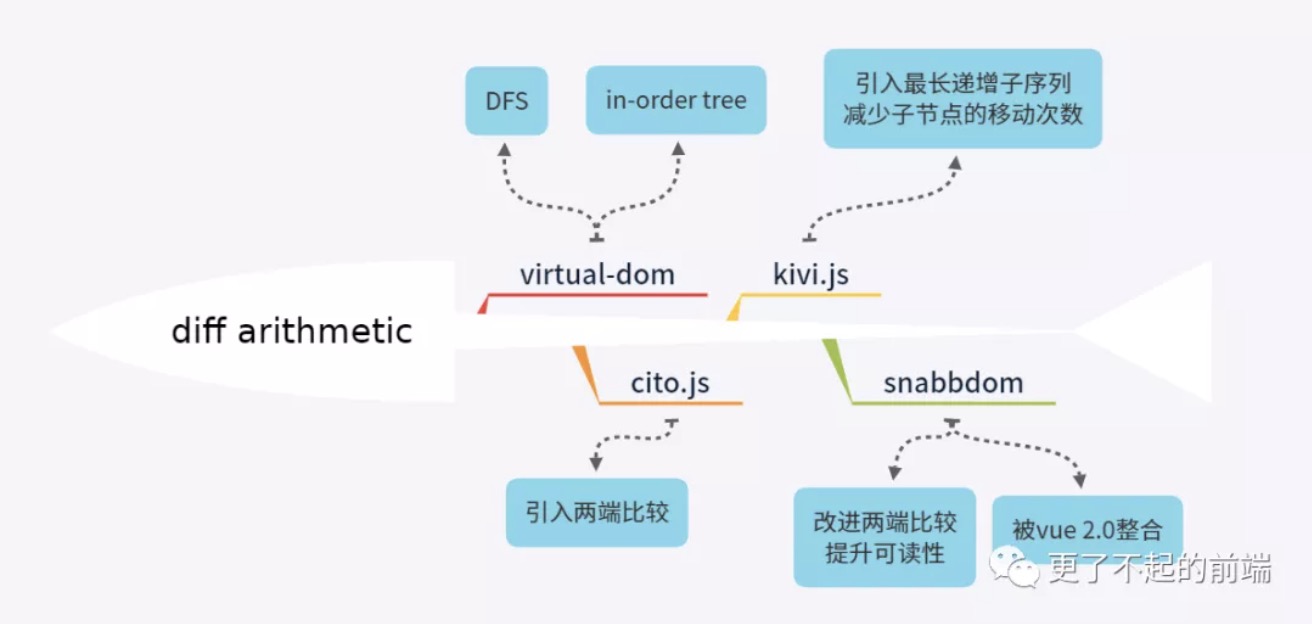 DFS
in-order tree
引入最长递增子序列
减少子节点的移动次数
virtual-dom
kivi.js
diff arithmetic
cito.js
snabbdom
引入两端比较
改进两端比较
提升可读性
被vue 2.0整合
更了不起的前端